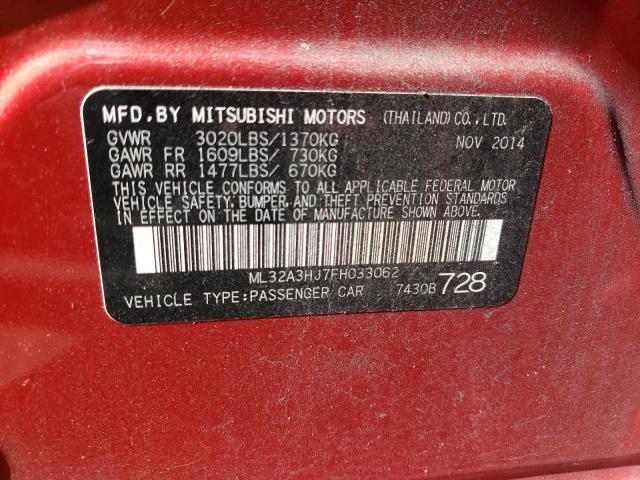 MFD.BY MITSUBISHI MOTORS (THAILAND) CO.,LTD.
GVWR 3020LBS/1370KG NOV 2014
GAWR FR 1609LBS/ 730KG
GAWR RR 1477LBS/ 670KG
THIS VEHICLE CONFORMS TO ALL APPLICABLE FEDERAL MOTOR
VEHICLE SAFETY, BUMPER, AND THEFT PREVENTION STANDARDS
IN EFFECT ON THE DATE OF MANUFACTURE SHOWN ABOVE.
ML32A3HJ7FH033062
VEHICLE TYPE:PASSENGER CAR 7430B 728